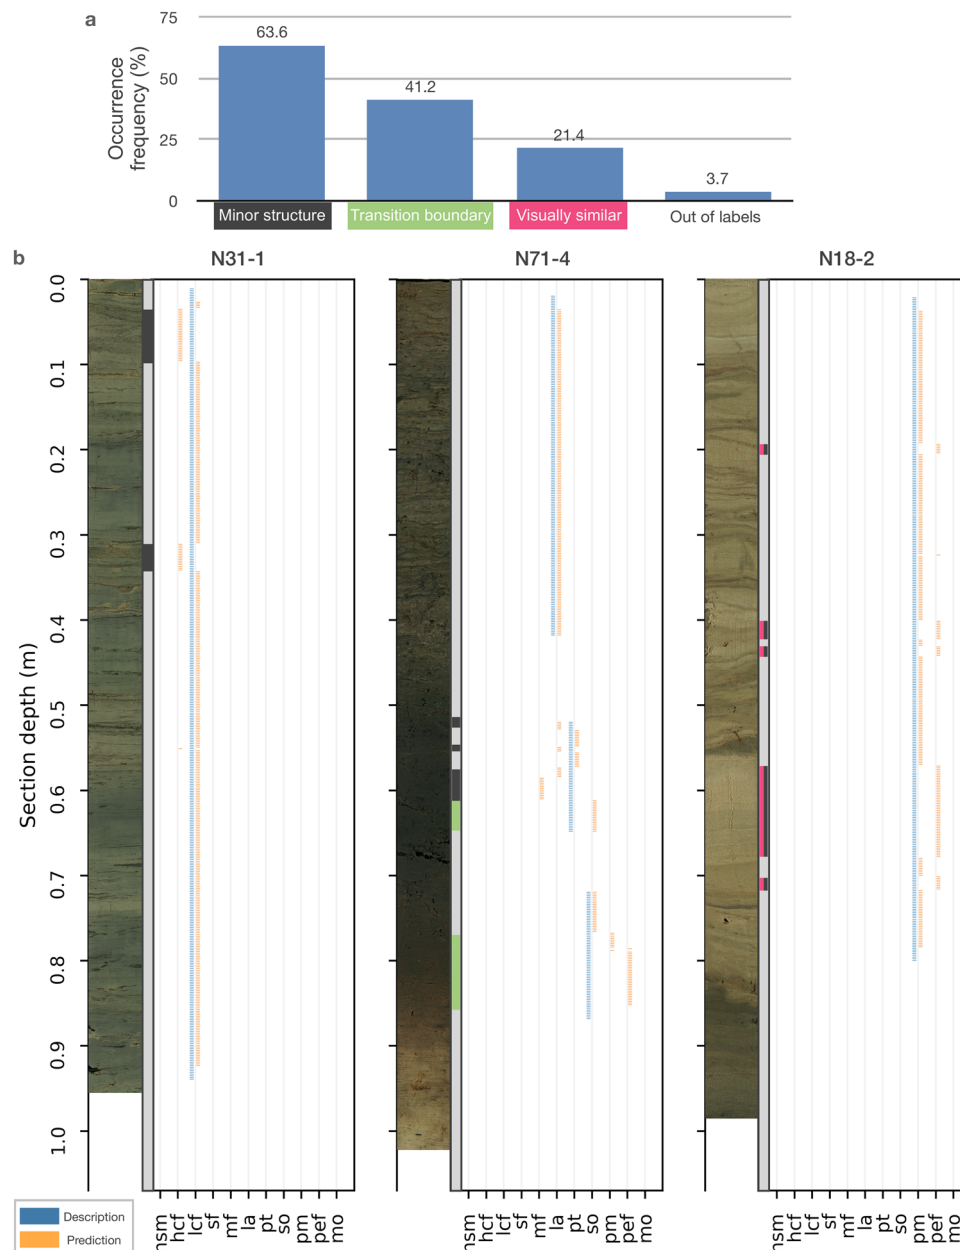 a
75
50
25
0
Occurrence
frequency (%)
63.6
41.2
21.4
3.7
Minor structure
Transition boundary
Visually similar
Out of labels
b
N31-1
N71-4
N18-2
Section depth (m)
0.0
0.1
0.2
0.3
0.4
0.5
0.6
0.7
0.8
0.9
1.0
nsm hcf lcf sf mf la pt so pm pef mo
nsm hcf lcf sf mf la pt so pm pef mo
nsm hcf lcf sf mf la pt so pm pef mo
Description
Prediction